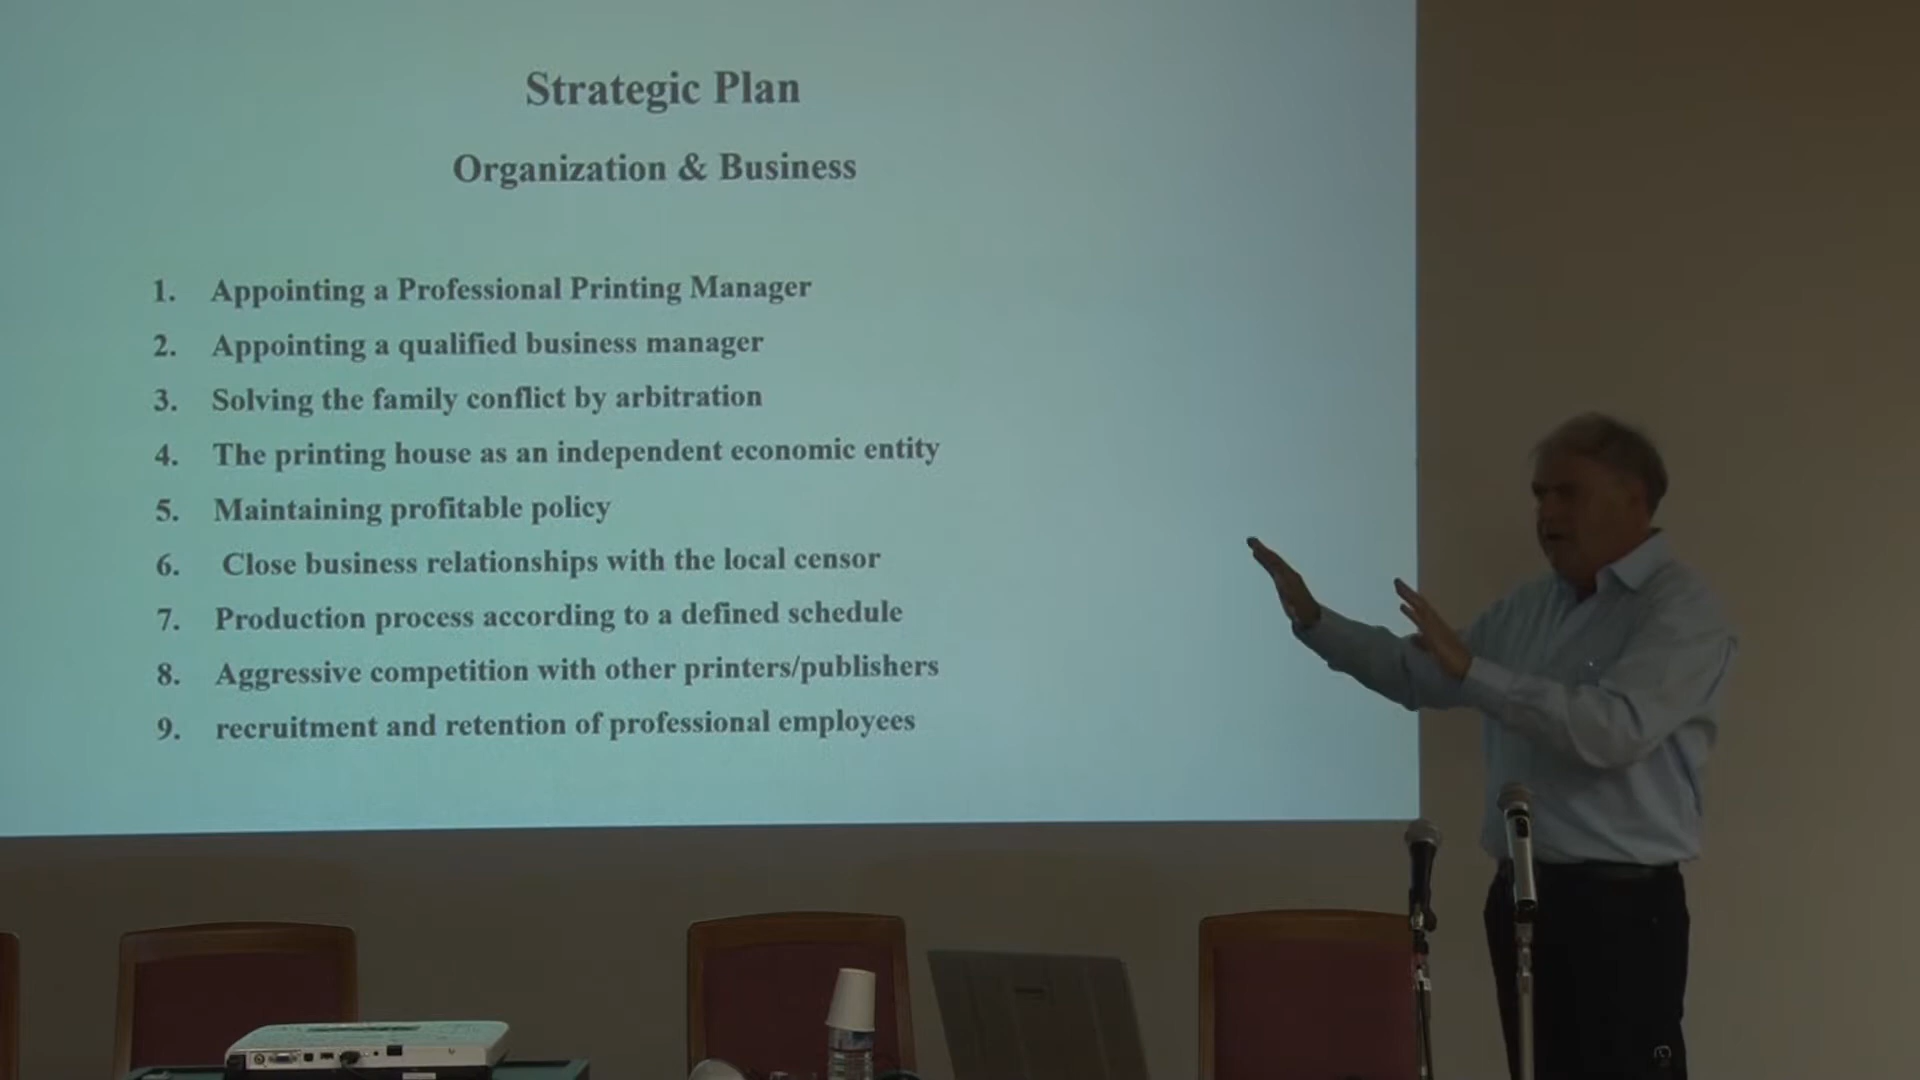 Strategic Plan
Organization & Business
1. Appointing a Professional Printing Manager
2. Appointing a qualified business manager
3. Solving the family conflict by arbitration
4. The printing house as an independent economic entity
5. Maintaining profitable policy
6. Close business relationships with the local censor
7. Production process according to a defined schedule
8. Aggressive competition with other printers/publishers
9. recruitment and retention of professional employees